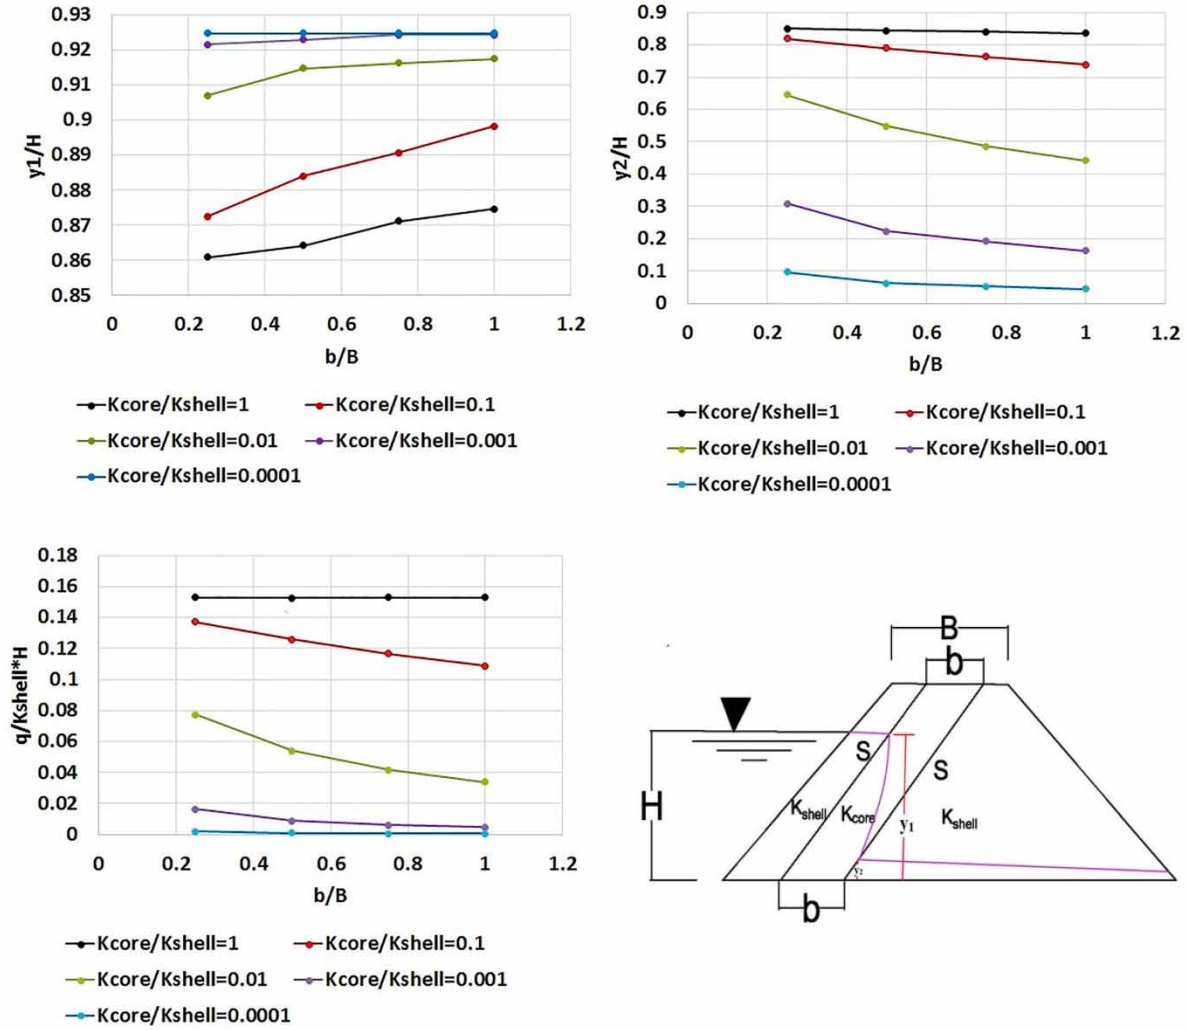 0.93
0.92
0.91
0.9
0.89
0.88
0.87
0.86
0.85
y1/H
0 0.2 0.4 0.6 0.8 1 1.2
b/B
Kcore/Kshell=1 Kcore/Kshell=0.1
Kcore/Kshell=0.01 Kcore/Kshell=0.001
Kcore/Kshell=0.0001
0.9
0.8
0.7
0.6
0.5
0.4
0.3
0.2
0.1
0
y2/H
0 0.2 0.4 0.6 0.8 1 1.2
b/B
Kcore/Kshell=1 Kcore/Kshell=0.1
Kcore/Kshell=0.01 Kcore/Kshell=0.001
Kcore/Kshell=0.0001
0.18
0.16
0.14
0.12
0.1
0.08
0.06
0.04
0.02
0
q/Kshell*H
0 0.2 0.4 0.6 0.8 1 1.2
b/B
Kcore/Kshell=1 Kcore/Kshell=0.1
Kcore/Kshell=0.01 Kcore/Kshell=0.001
Kcore/Kshell=0.0001
B
b
S
S
H
Kshell
Kcore
y1
Kshell
y2
b